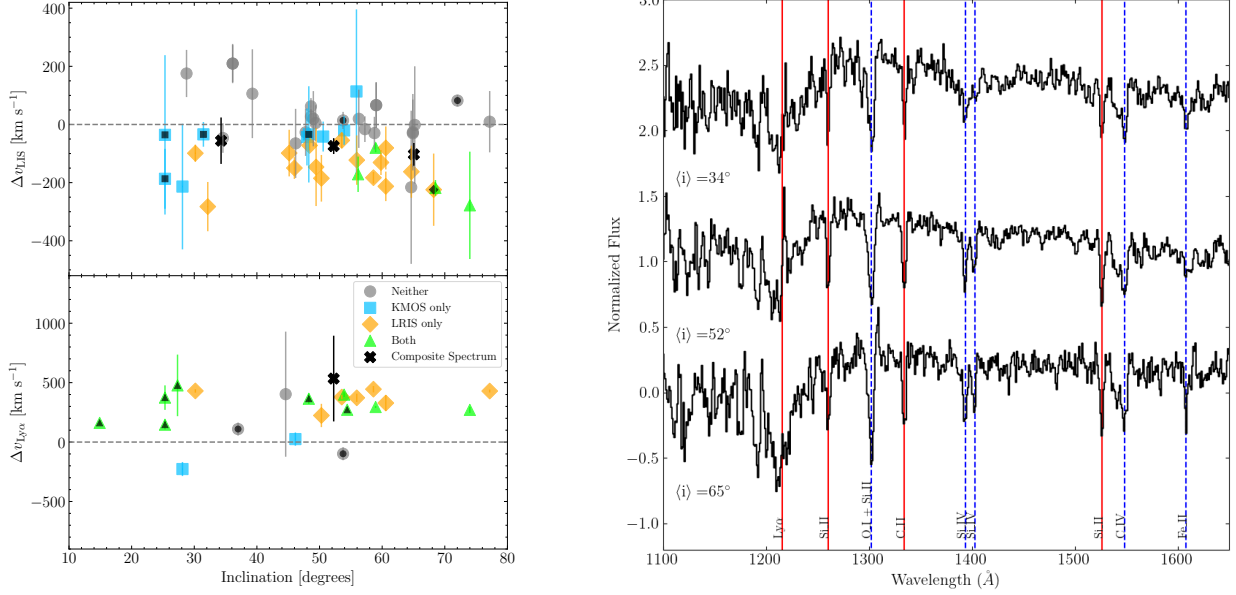 400
200
0
−200
−400
Δv_LIS [km s⁻¹]
1000
500
0
−500
Δv_Lyα [km s⁻¹]
Neither
KMOS only
LRIS only
Both
Composite Spectrum
10 20 30 40 50 60 70 80
Inclination [degrees]
3.0
2.5
2.0
1.5
1.0
0.5
0.0
−0.5
−1.0
Normalized Flux
⟨i⟩ =34°
⟨i⟩ =52°
⟨i⟩ =65°
Lyα
Si II
O I + Si II
C II
Si IV
Si IV
Si II
C IV
Fe II
1100 1200 1300 1400 1500 1600
Wavelength (Å)